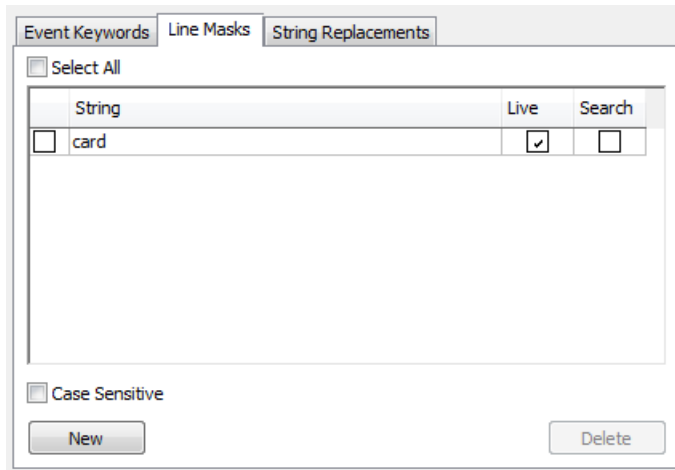 Event Keywords Line Masks String Replacements
Select All
String Live Search
card
Case Sensitive
New Delete